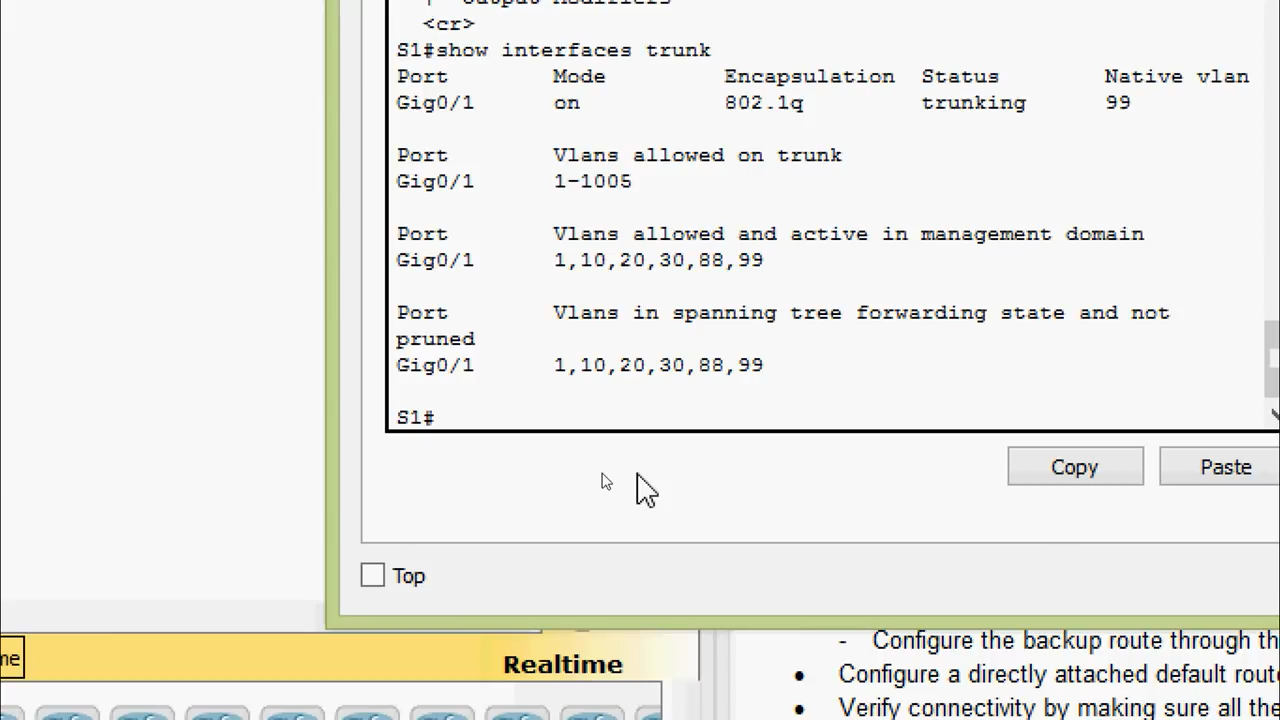 | Output modifiers
<cr>
S1#show interfaces trunk
Port Mode Encapsulation Status Native vlan
Gig0/1 on 802.1q trunking 99
Port Vlans allowed on trunk
Gig0/1 1-1005
Port Vlans allowed and active in management domain
Gig0/1 1,10,20,30,88,99
Port Vlans in spanning tree forwarding state and not
pruned
Gig0/1 1,10,20,30,88,99
S1#
Copy Paste
Top
me
Realtime
- Configure the backup route through th
• Configure a directly attached default route
• Verify connectivity by making sure all the